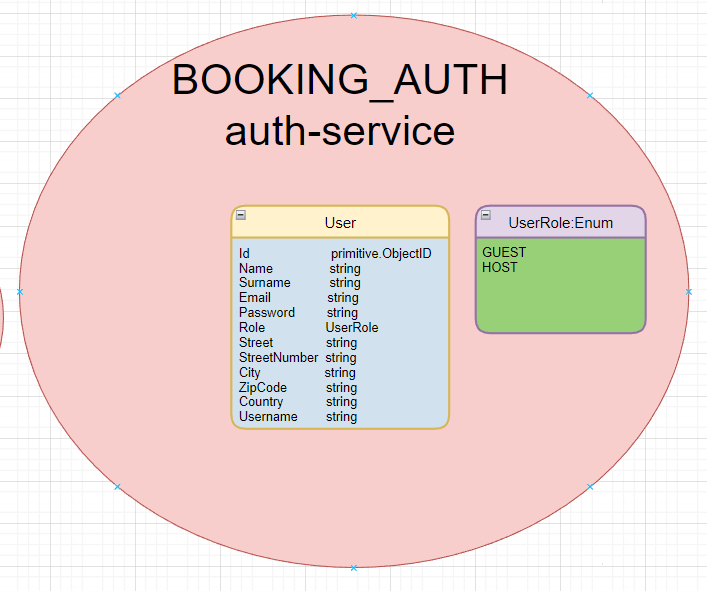 BOOKING_AUTH
auth-service
User
Id primitive.ObjectID
Name string
Surname string
Email string
Password string
Role UserRole
Street string
StreetNumber string
City string
ZipCode string
Country string
Username string
UserRole:Enum
GUEST
HOST